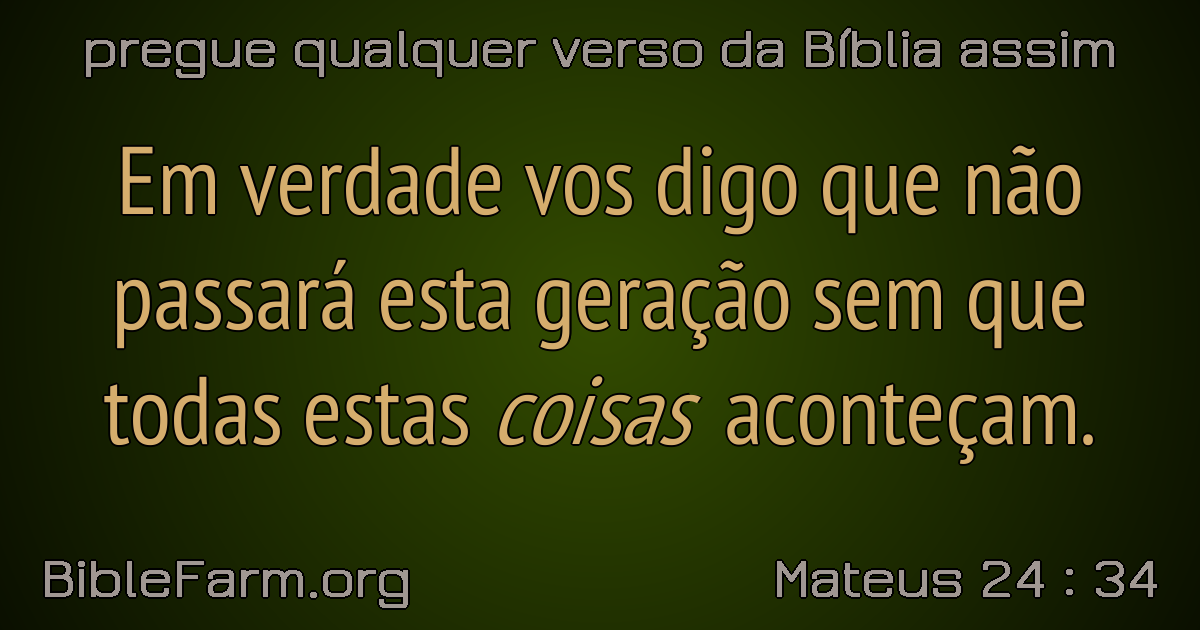 pregue qualquer verso da Bíblia assim
Em verdade vos digo que não
passará esta geração sem que
todas estas coisas aconteçam.
BibleFarm.org
Mateus 24 : 34